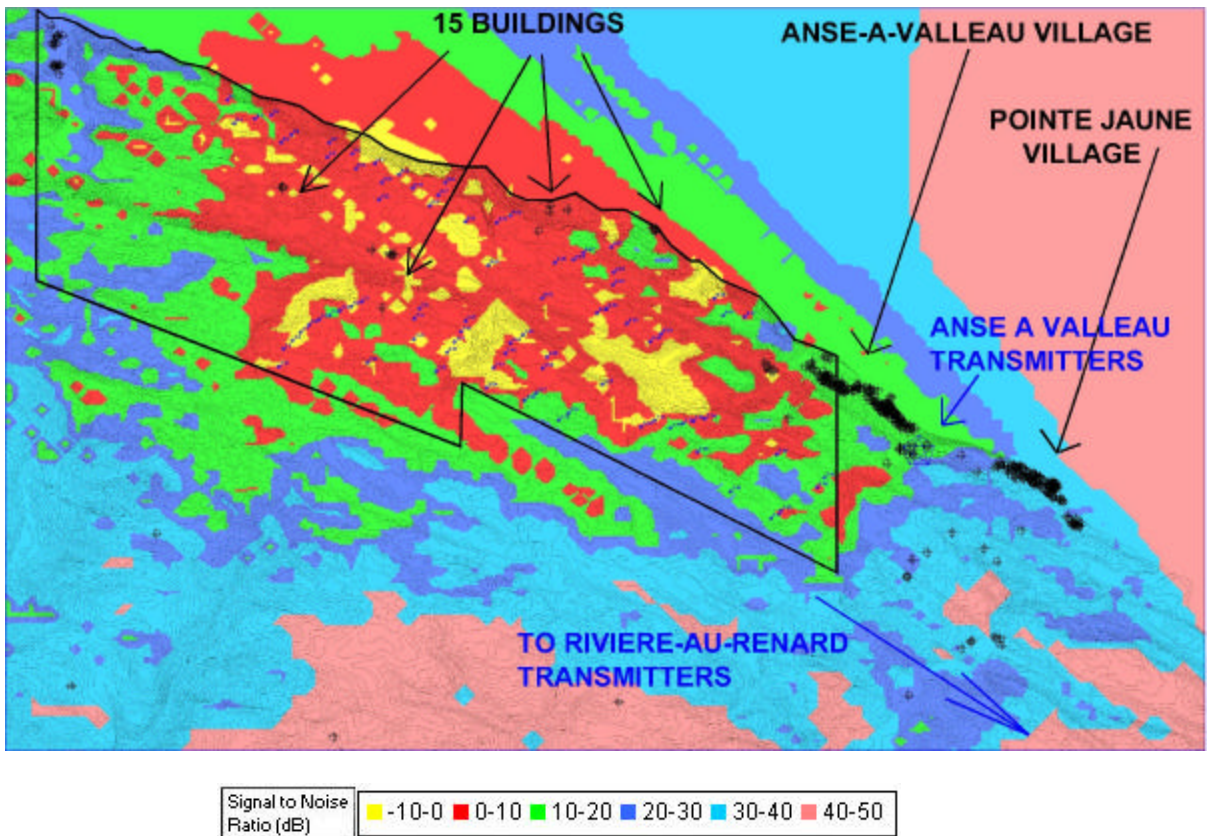 15 BUILDINGS
ANSE-A-VALLEAU VILLAGE
POINTE JAUNE
VILLAGE
ANSE A VALLEAU
TRANSMITTERS
TO RIVIERE-AU-RENARD
TRANSMITTERS
Signal to Noise
Ratio (dB)
-10-0 0-10 10-20 20-30 30-40 40-50